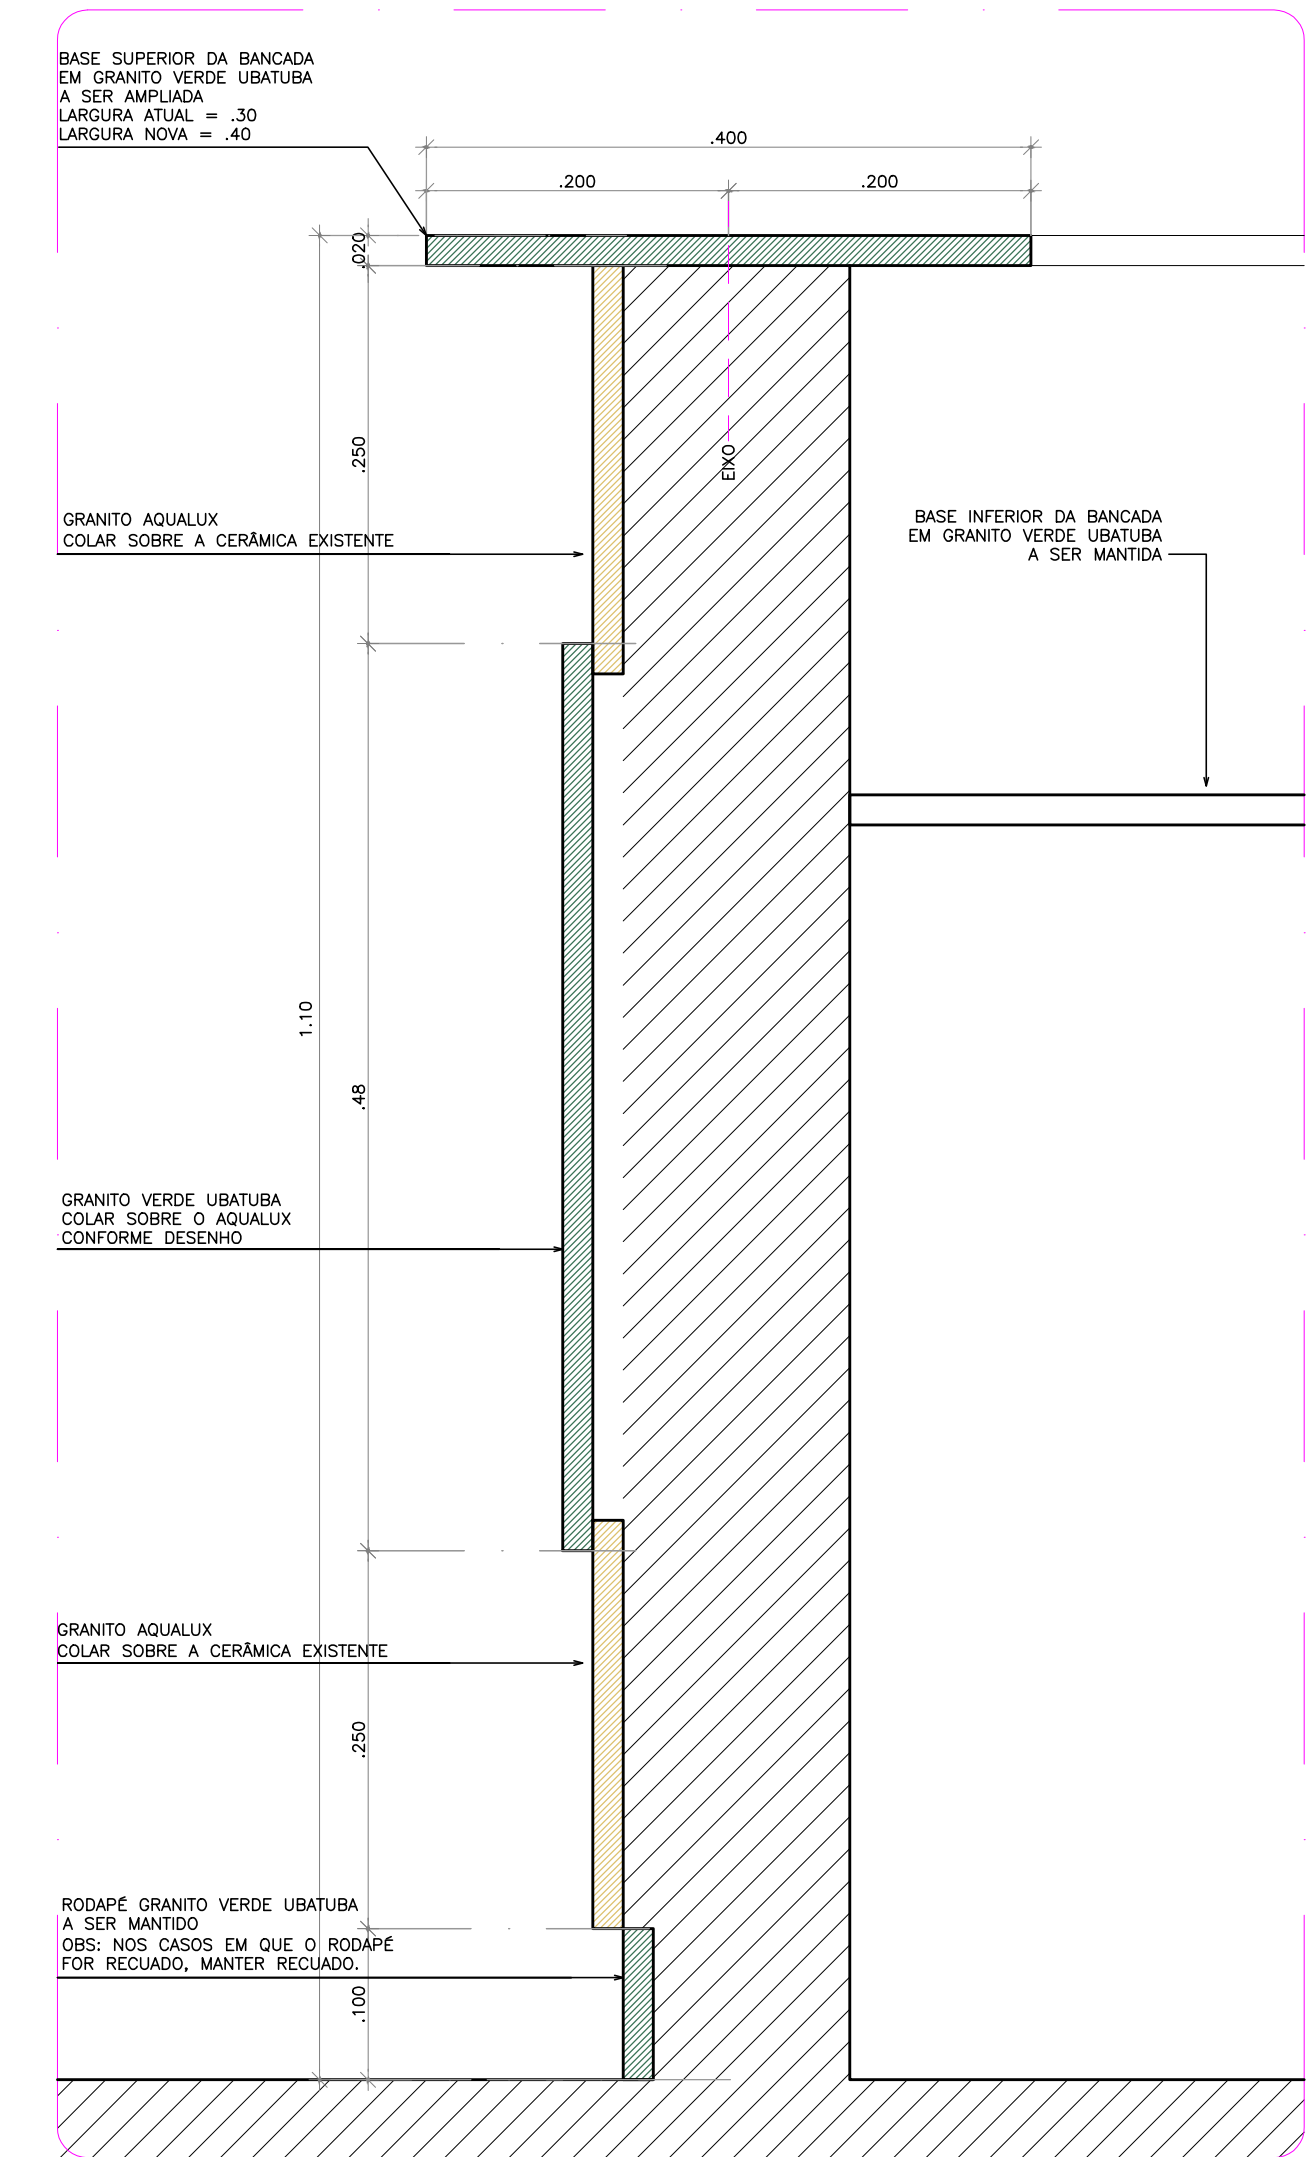 BASE SUPERIOR DA BANCADA
EM GRANITO VERDE UBATUBA
A SER AMPLIADA
LARGURA ATUAL = .30
LARGURA NOVA = .40
.400
.200
.200
.020
.250
EIXO
GRANITO AQUALUX
COLAR SOBRE A CERÂMICA EXISTENTE
BASE INFERIOR DA BANCADA
EM GRANITO VERDE UBATUBA
A SER MANTIDA
1.10
.48
GRANITO VERDE UBATUBA
COLAR SOBRE O AQUALUX
CONFORME DESENHO
GRANITO AQUALUX
COLAR SOBRE A CERÂMICA EXISTENTE
.250
RODAPÉ GRANITO VERDE UBATUBA
A SER MANTIDO
OBS: NOS CASOS EM QUE O RODAPÉ
FOR RECUADO, MANTER RECUADO.
.100